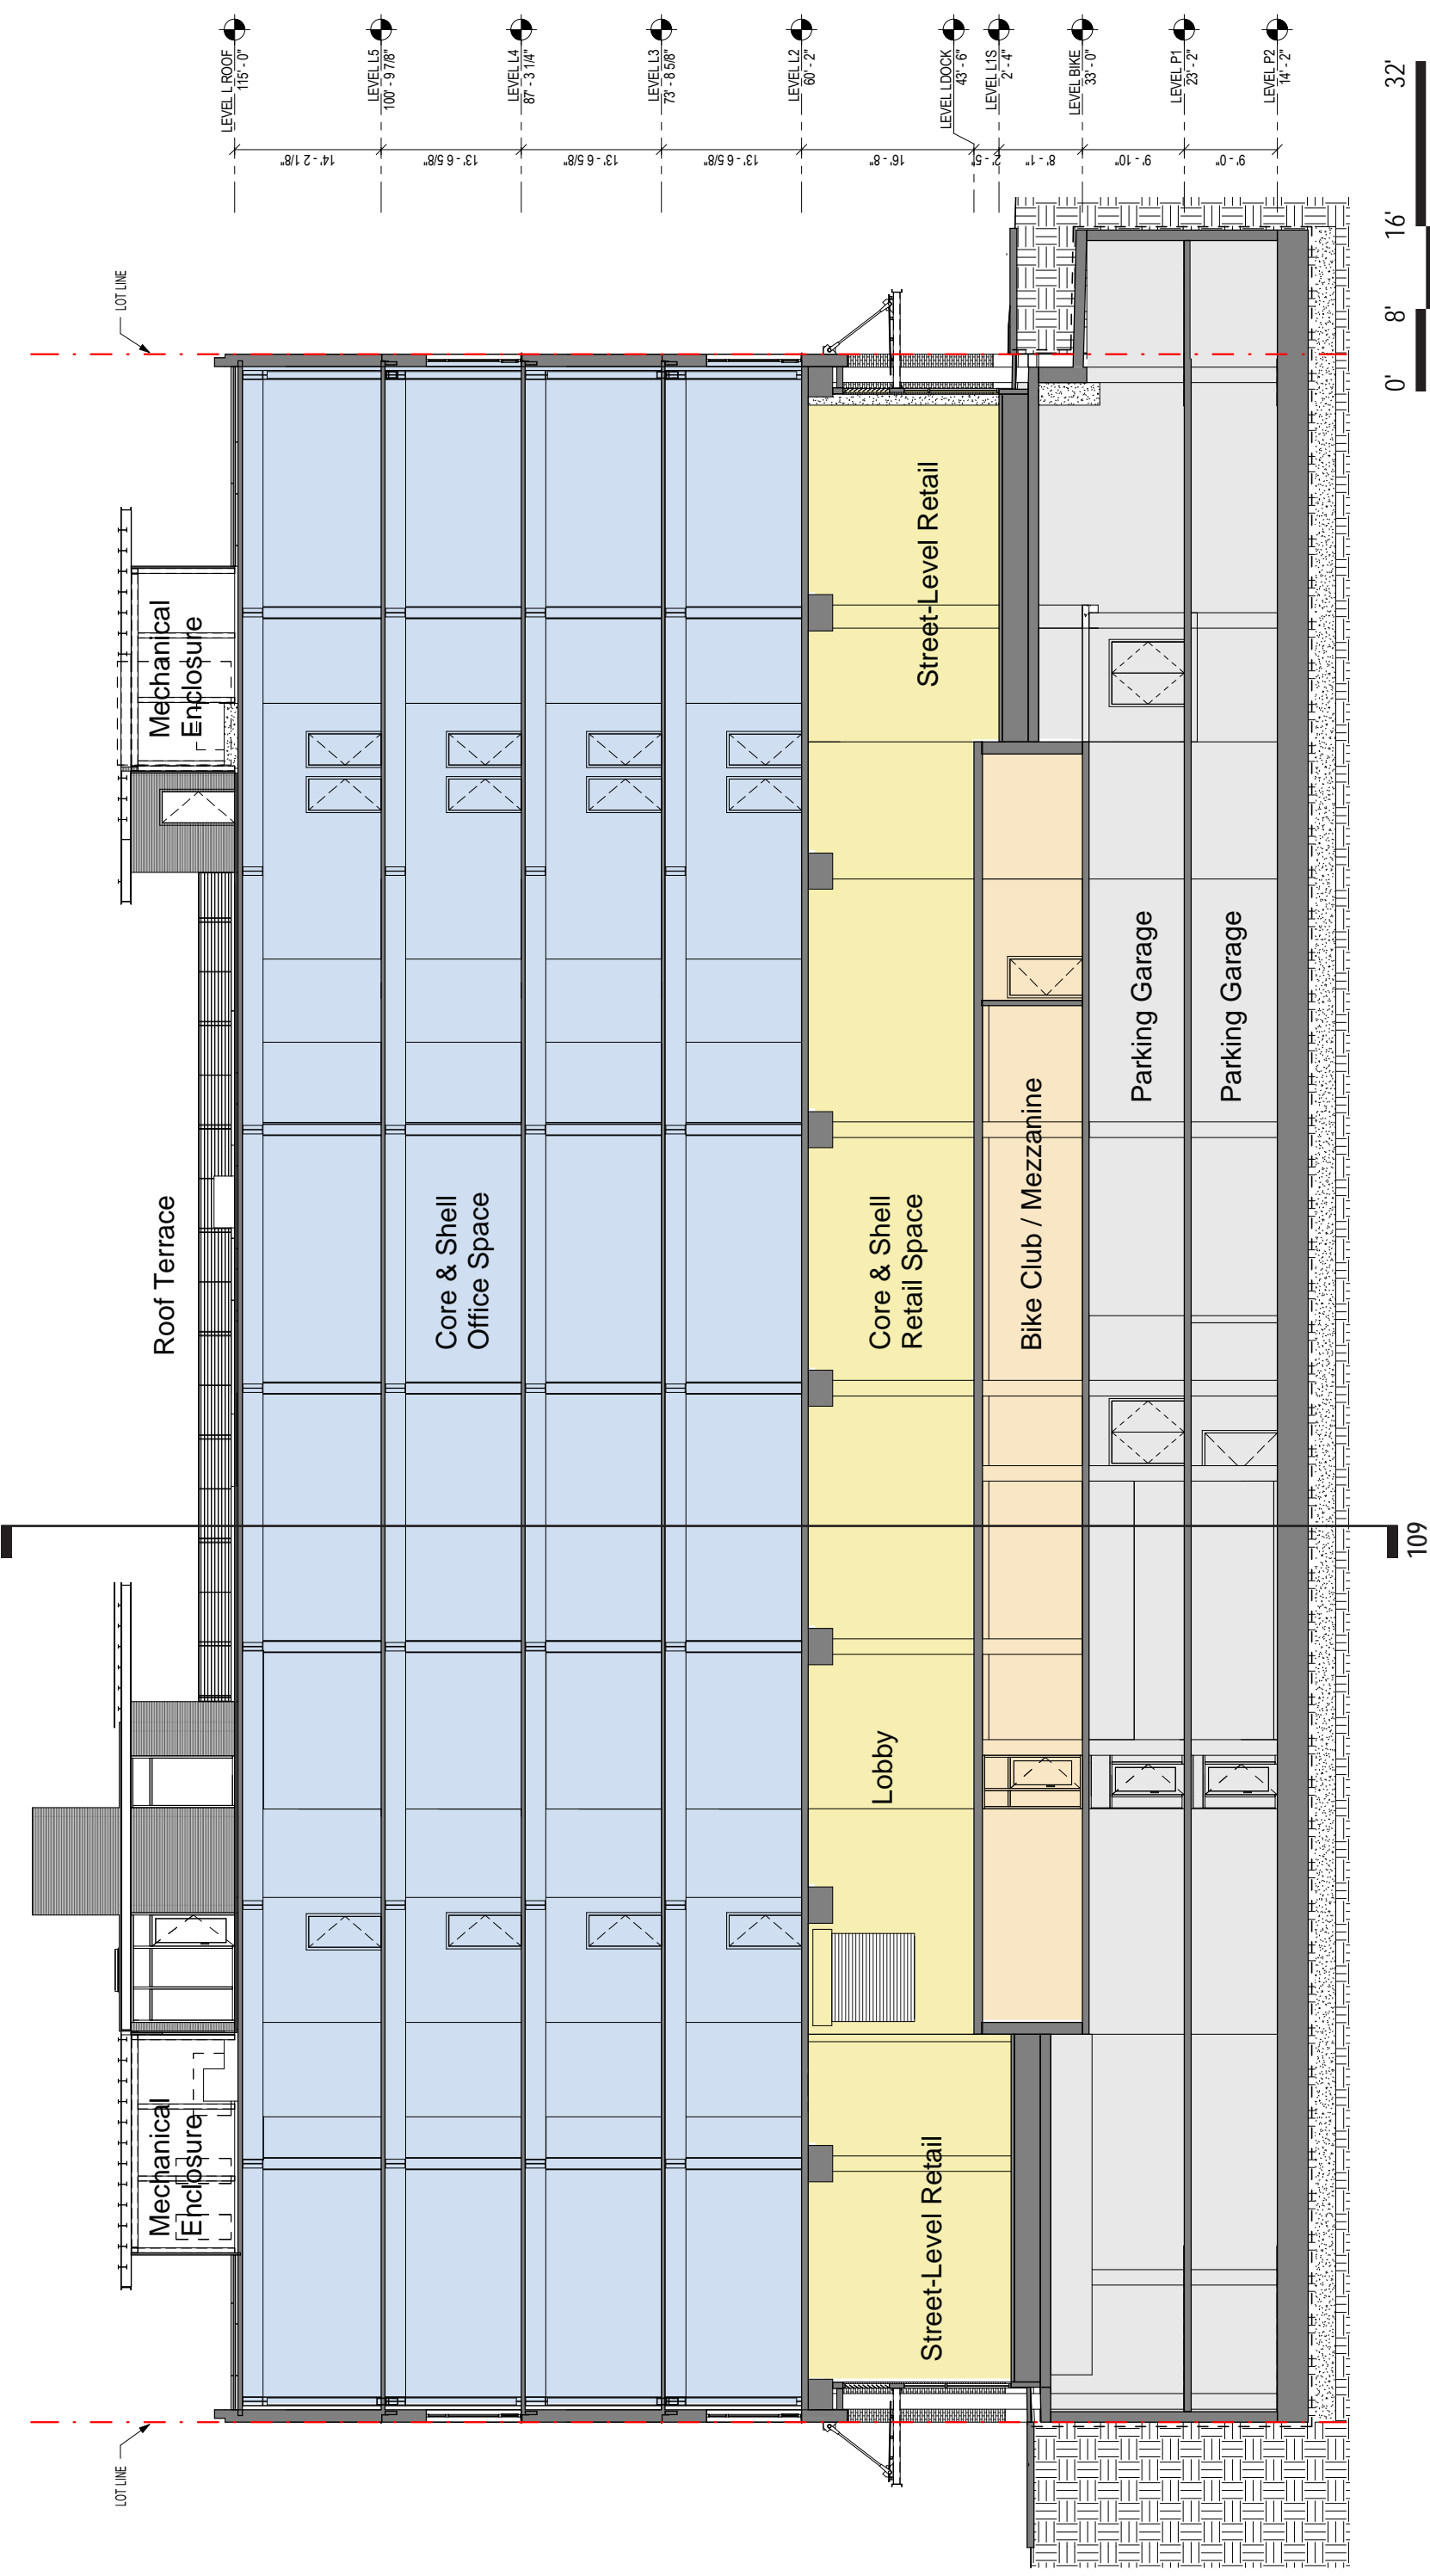 LOT LINE
LOT LINE
Mechanical
Enclosure
Roof Terrace
Mechanical
Enclosure
Core & Shell
Office Space
Lobby
Core & Shell
Retail Space
Street-Level Retail
Street-Level Retail
Bike Club / Mezzanine
Parking Garage
Parking Garage
LEVEL L ROOF
115' - 0"
14' - 2 1/8"
LEVEL L5
100' - 9 7/8"
13' - 6 5/8"
LEVEL L4
87' - 3 1/4"
13' - 6 5/8"
LEVEL L3
73' - 8 5/8"
13' - 6 5/8"
LEVEL L2
60' - 2"
16' - 8"
LEVEL LDOCK
43' - 6"
2' - 5"
LEVEL L1S
2' - 4"
8' - 1"
LEVEL BIKE
33' - 0"
9' - 10"
LEVEL P1
23' - 2"
9' - 0"
LEVEL P2
14' - 2"
109
0' 8' 16' 32'